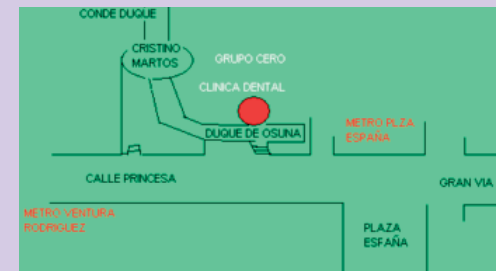 CONDE DUQUE
CRISTINO
MARTOS
GRUPO CERO
CLINICA DENTAL
DUQUE DE OSUNA
METRO PLZA
ESPAÑA
CALLE PRINCESA
GRAN VIA
METRO VENTURA
RODRIGUEZ
PLAZA
ESPAÑA